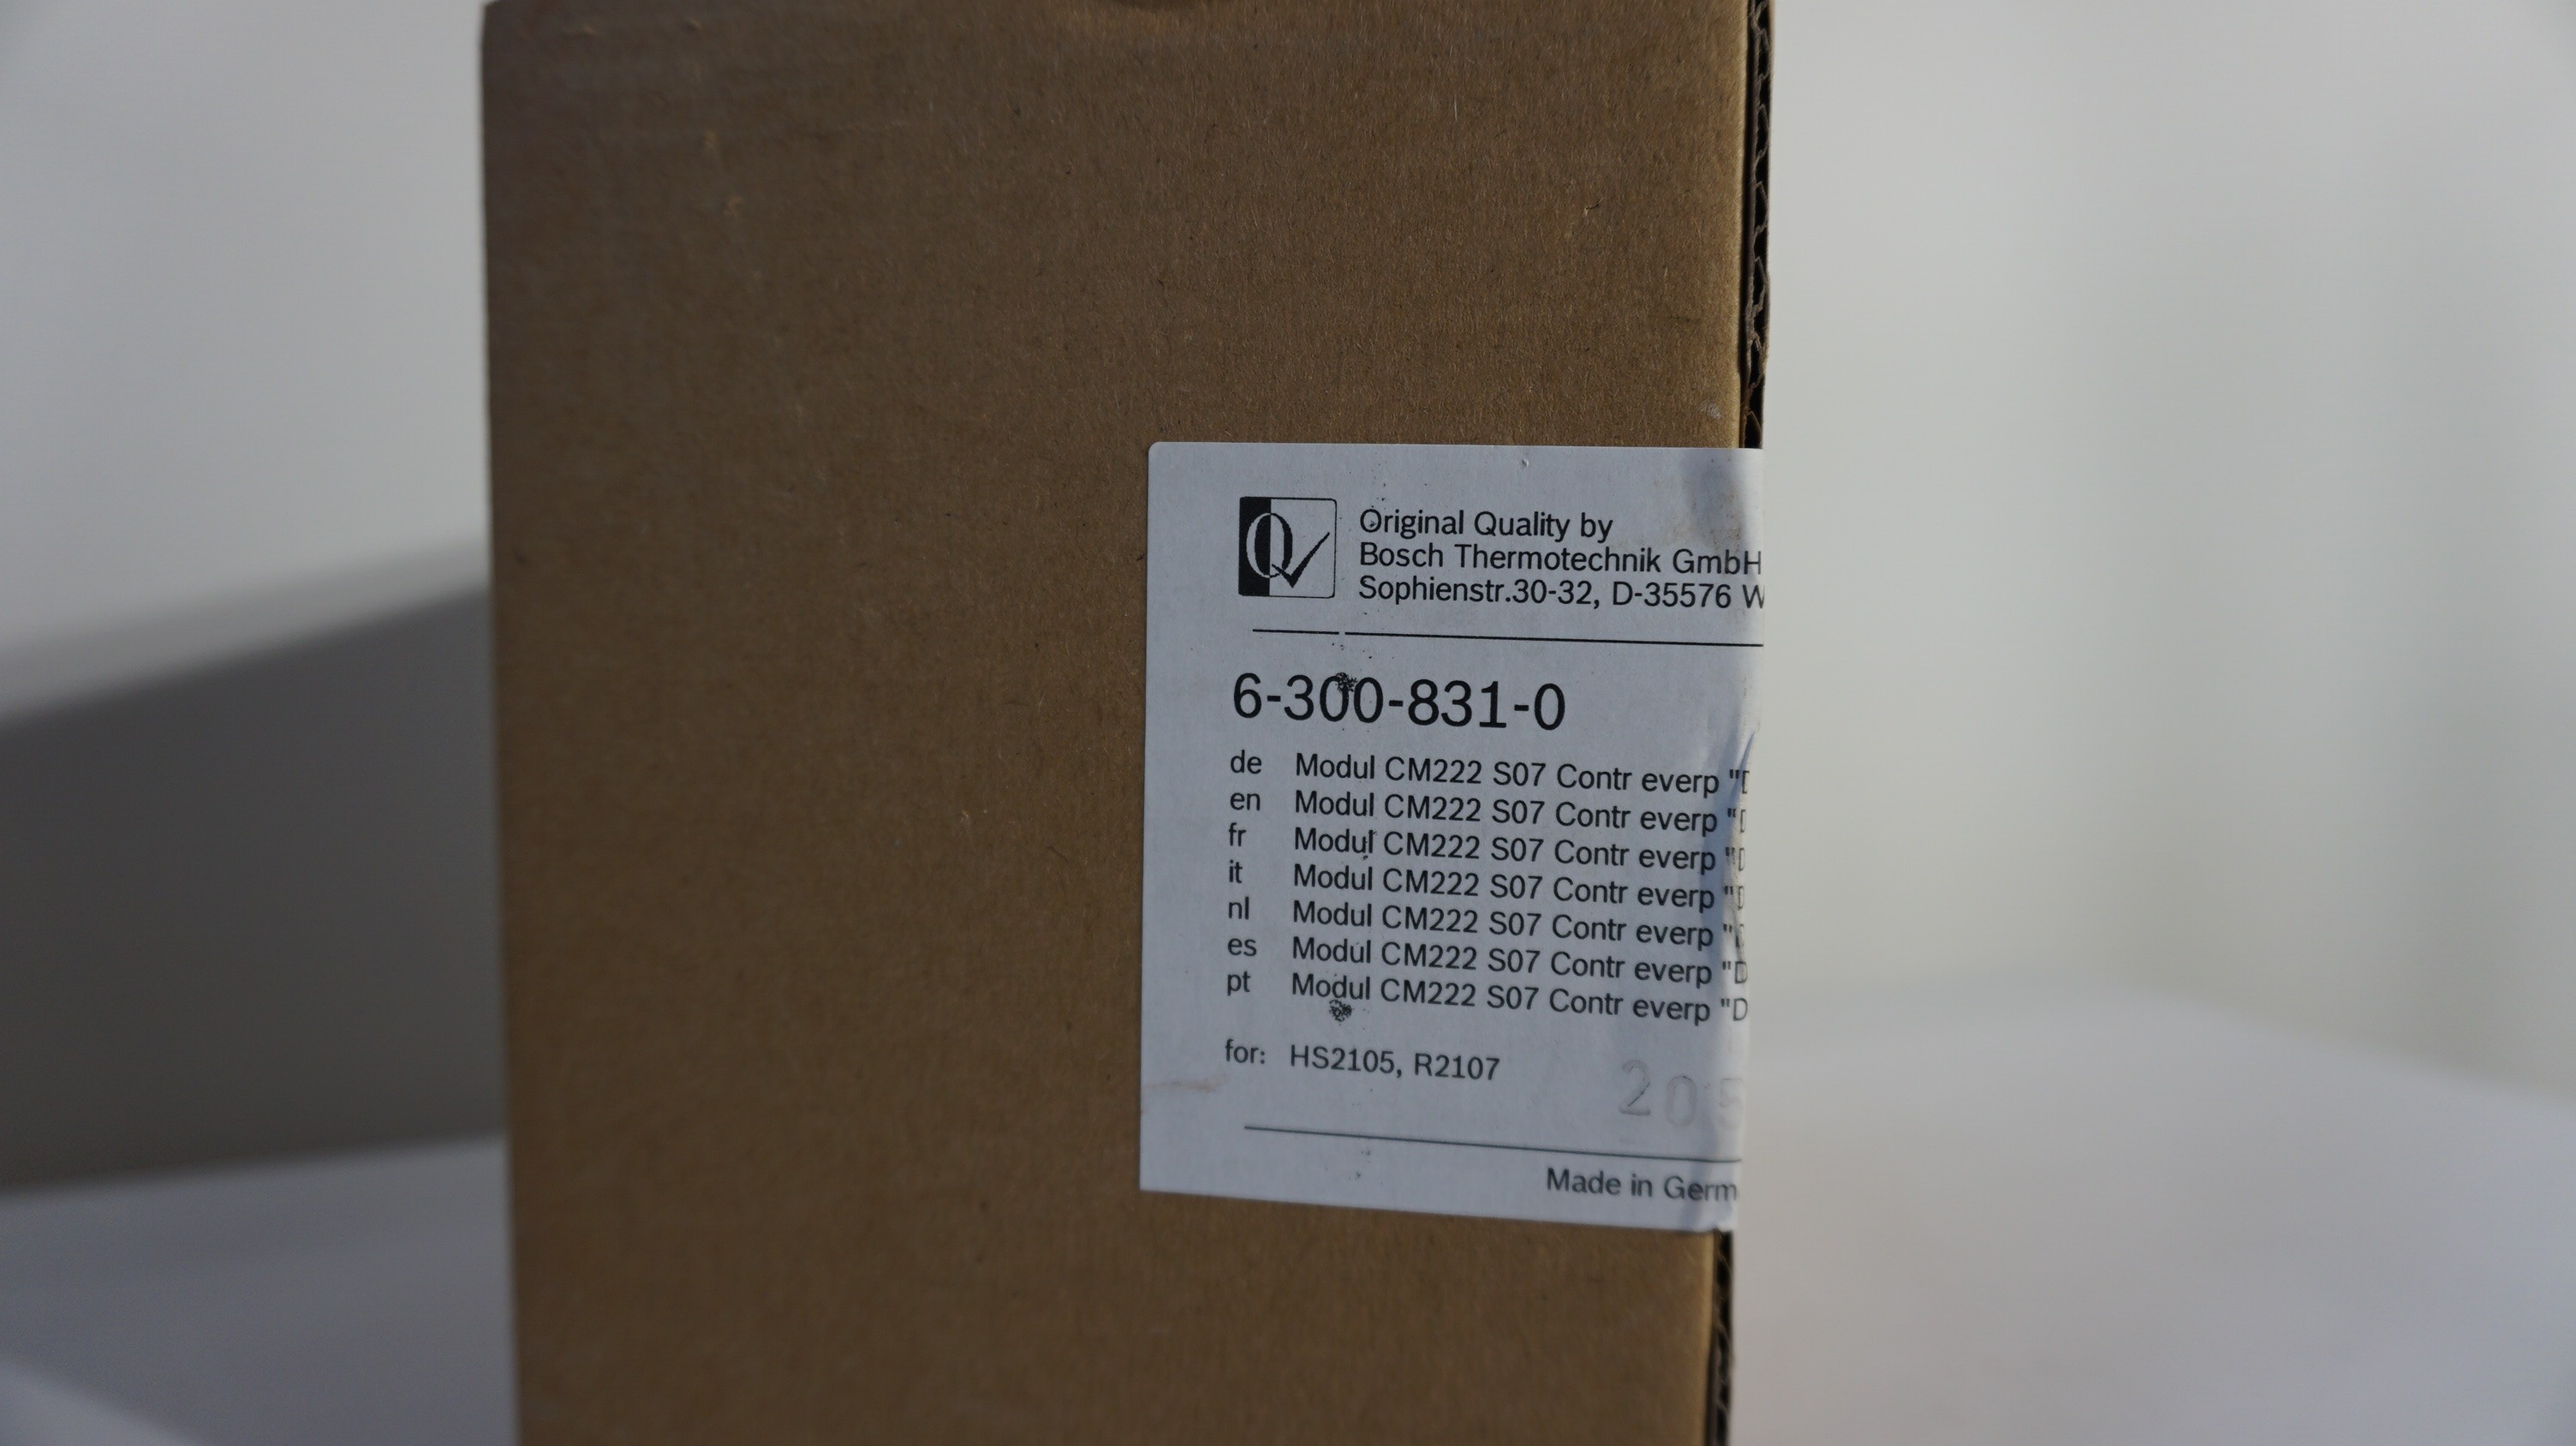 Original Quality by
Bosch Thermotechnik GmbH
Sophienstr.30-32, D-35576 W
6-300-831-0
de Modul CM222 S07 Contr everp "D
en Modul CM222 S07 Contr everp "D
fr Modul CM222 S07 Contr everp "D
it Modul CM222 S07 Contr everp "D
nl Modul CM222 S07 Contr everp "D
es Modul CM222 S07 Contr everp "D
pt Modul CM222 S07 Contr everp "D
for: HS2105, R2107
205
Made in Germ